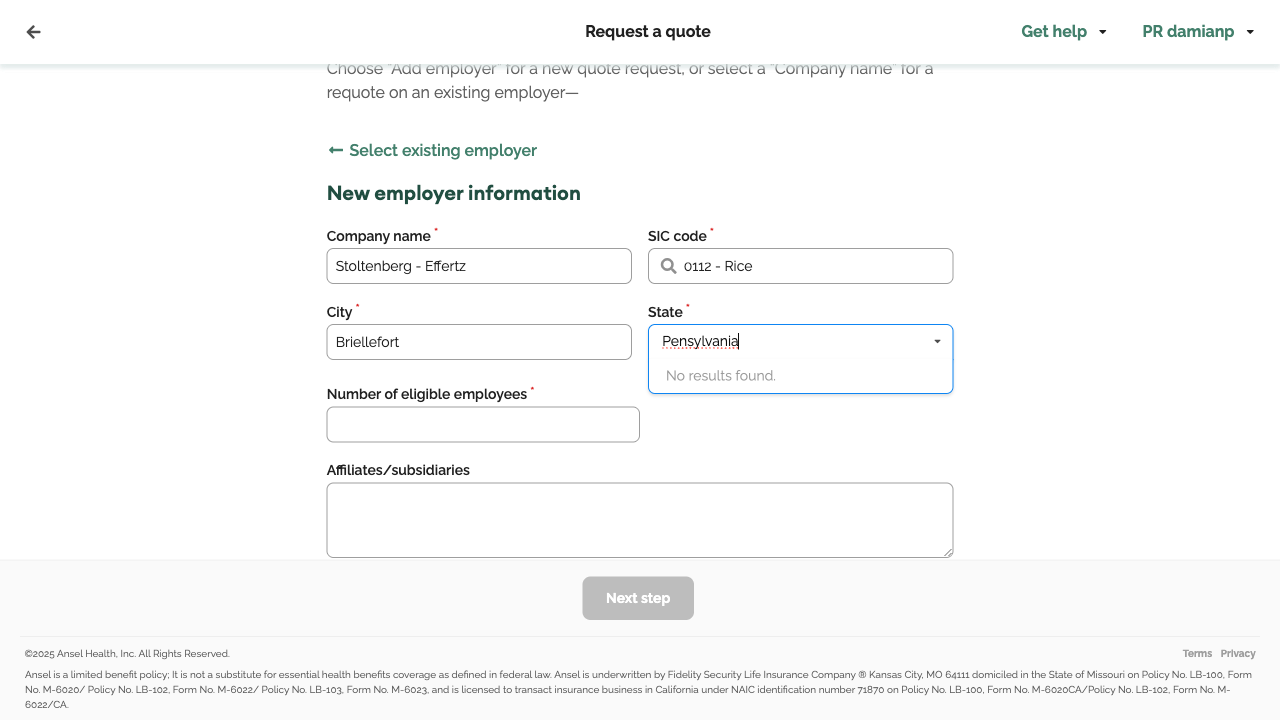 Request a quote
Get help
PR damianp
Choose "Add employer" for a new quote request, or select a "Company name" for a
requote on an existing employer—
Select existing employer
New employer information
Company name *
SIC code *
Stoltenberg - Effertz
0112 - Rice
City *
State *
Briellefort
Pensylvania
No results found.
Number of eligible employees *
Affiliates/subsidiaries
Next step
©2025 Ansel Health, Inc. All Rights Reserved.
Terms Privacy
Ansel is a limited benefit policy; It is not a substitute for essential health benefits coverage as defined in federal law. Ansel is underwritten by Fidelity Security Life Insurance Company ® Kansas City, MO 64111 domiciled in the State of Missouri on Policy No. LB-100, Form
No. M-6020/ Policy No. LB-102, Form No. M-6022/ Policy No. LB-103, Form No. M-6023, and is licensed to transact insurance business in California under NAIC identification number 71870 on Policy No. LB-100, Form No. M-6020CA/Policy No. LB-102, Form No. M-
6022/CA.